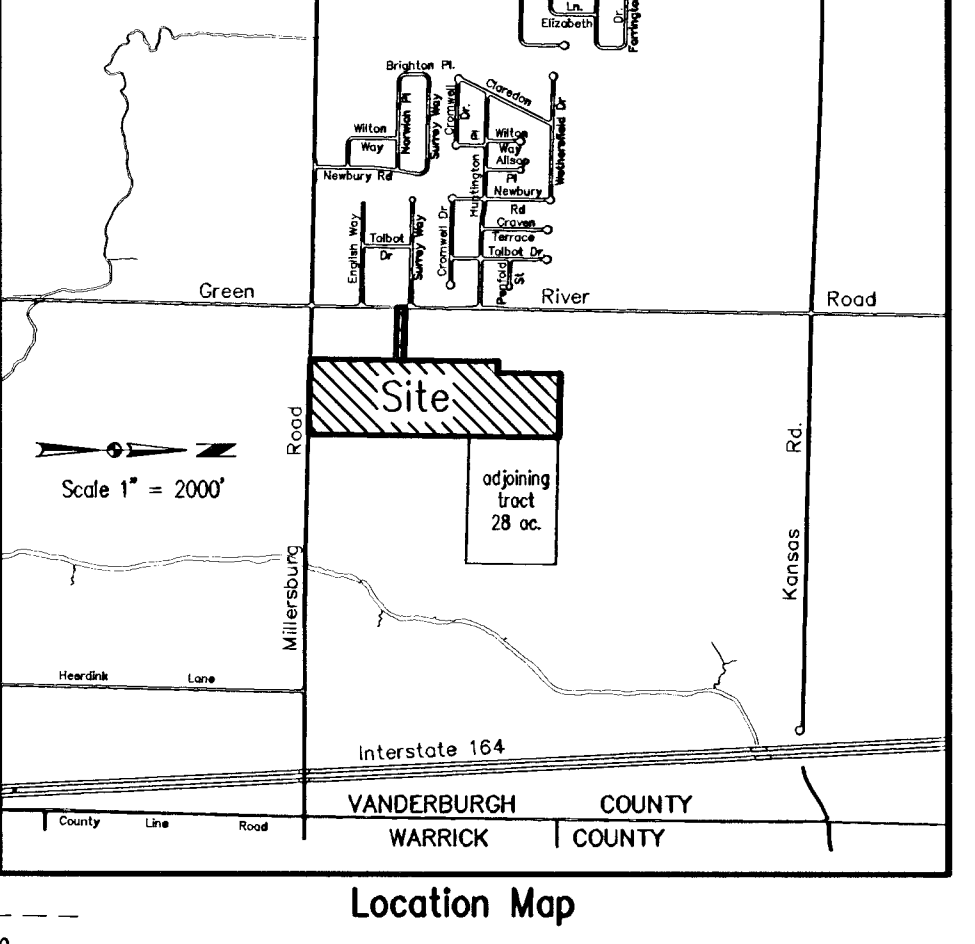 Ln.
Elizabeth
Dr.
Farrington
Brighton Pl.
Claredon
Norwich Pl
Surrey Way
Cromwell
Dr.
Wethersfield Dr
Wilton
Way
Huntington Pl
Wilton
Way
Alison
Pl
Newbury Rd
Newbury
Rd
English Way
Talbot
Dr
Surrey Way
Cromwell Dr
Craven
Terrace
Talbot Dr
Penfold
St
Green River Road
Site
Millersburg Road
Kansas Rd.
Scale 1" = 2000'
adjoining
tract
28 ac.
Heerdink Lane
Interstate 164
VANDERBURGH COUNTY
County Line Road
WARRICK COUNTY
Location Map